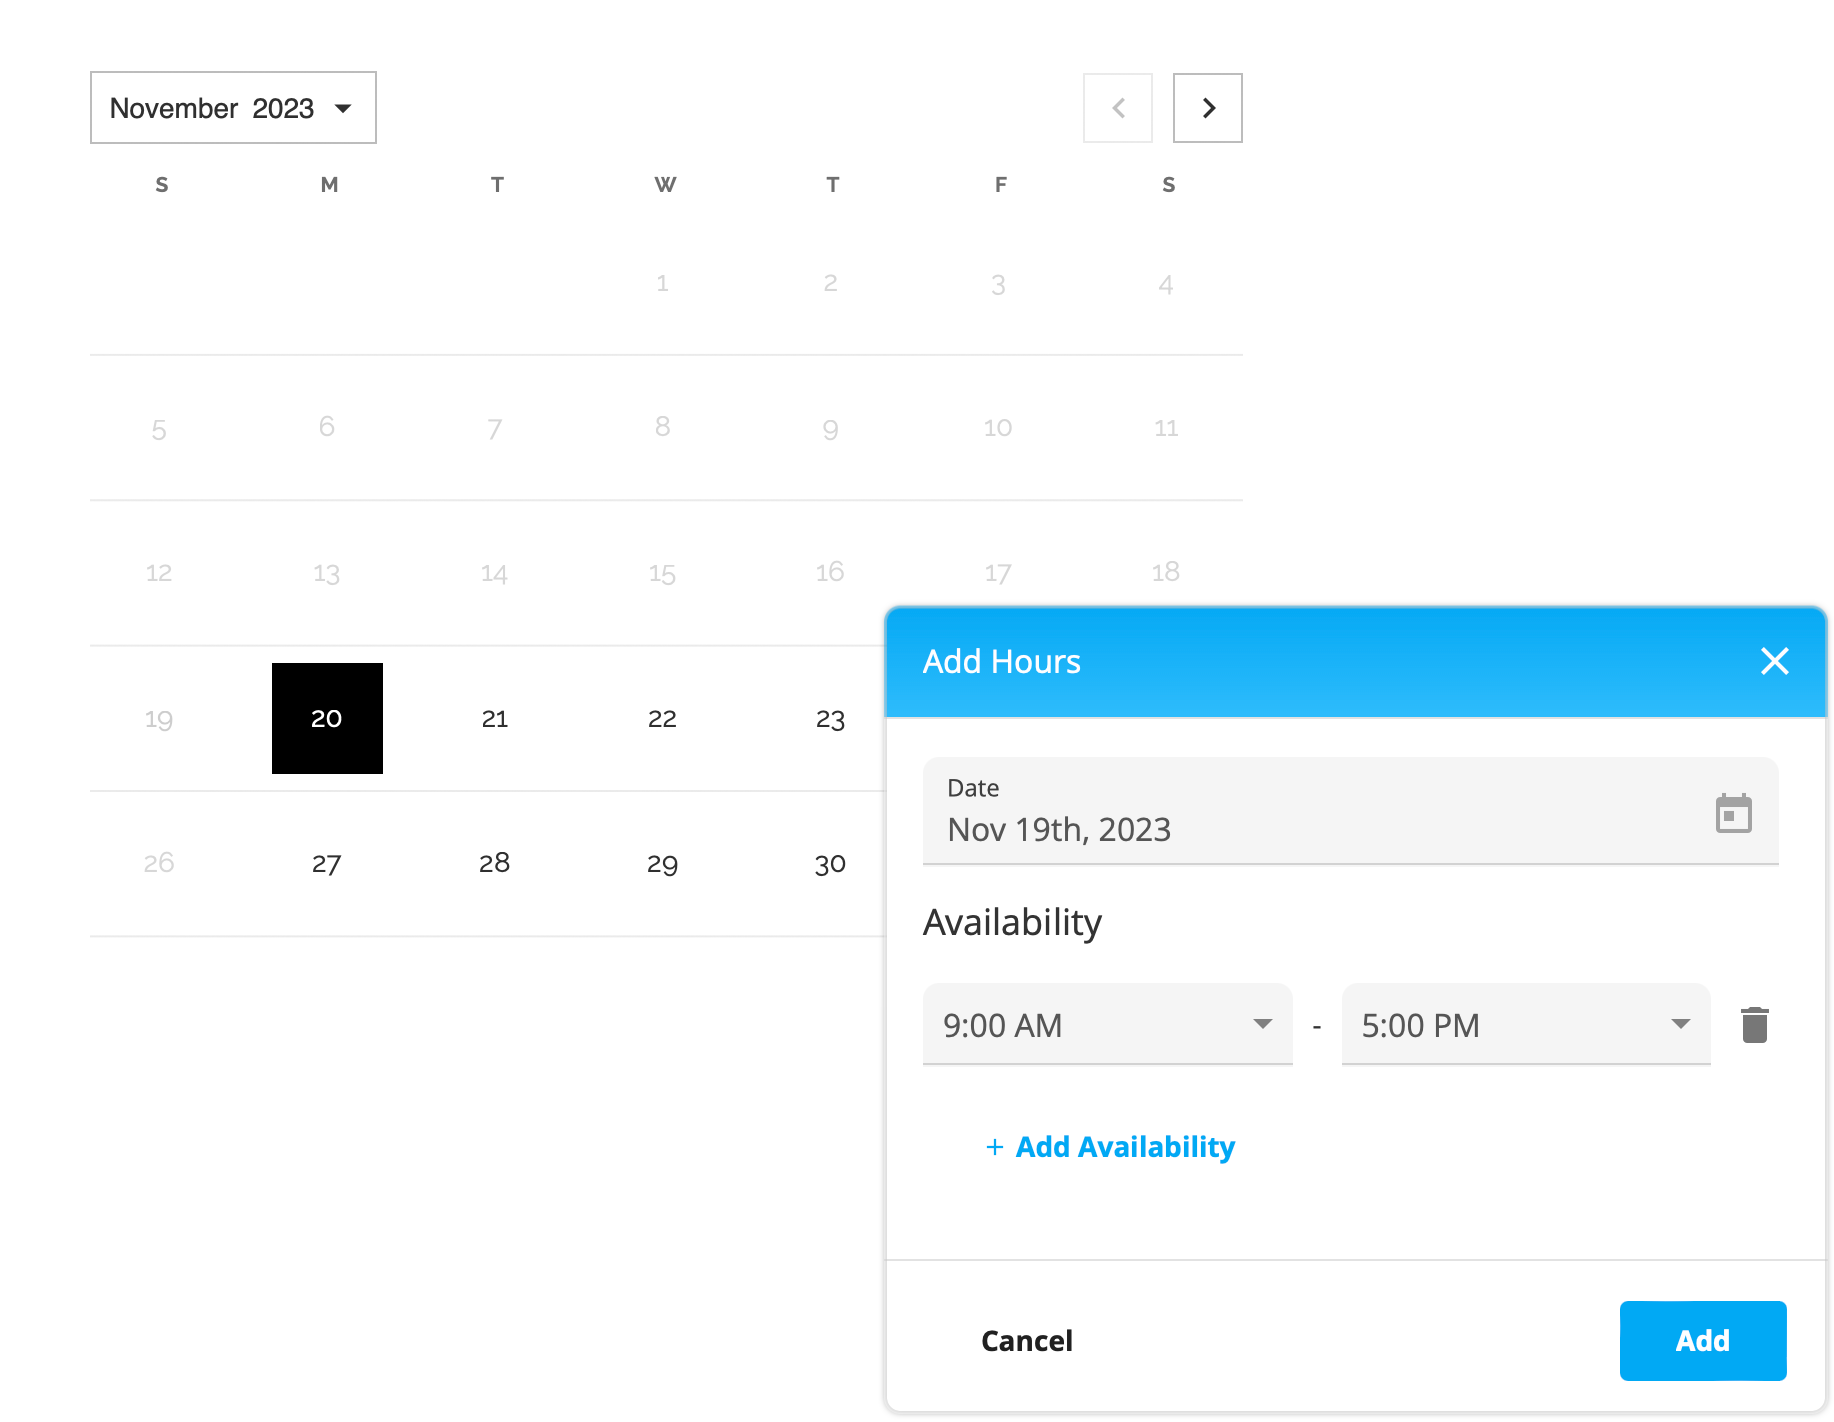 November 2023
S M T W T F S
1 2 3 4
5 6 7 8 9 10 11
12 13 14 15 16 17 18
19 20 21 22 23
26 27 28 29 30
Add Hours
Date
Nov 19th, 2023
Availability
9:00 AM - 5:00 PM
+ Add Availability
Cancel Add